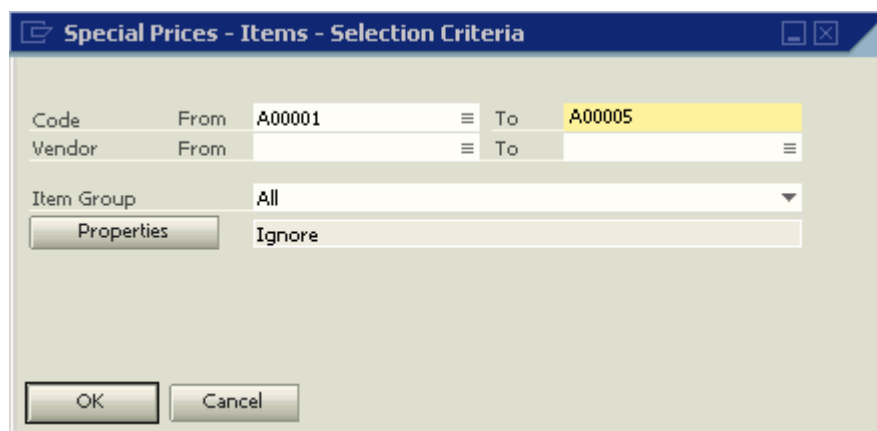 Special Prices - Items - Selection Criteria
Code From A00001 To A00005
Vendor From To
Item Group All
Properties Ignore
OK Cancel